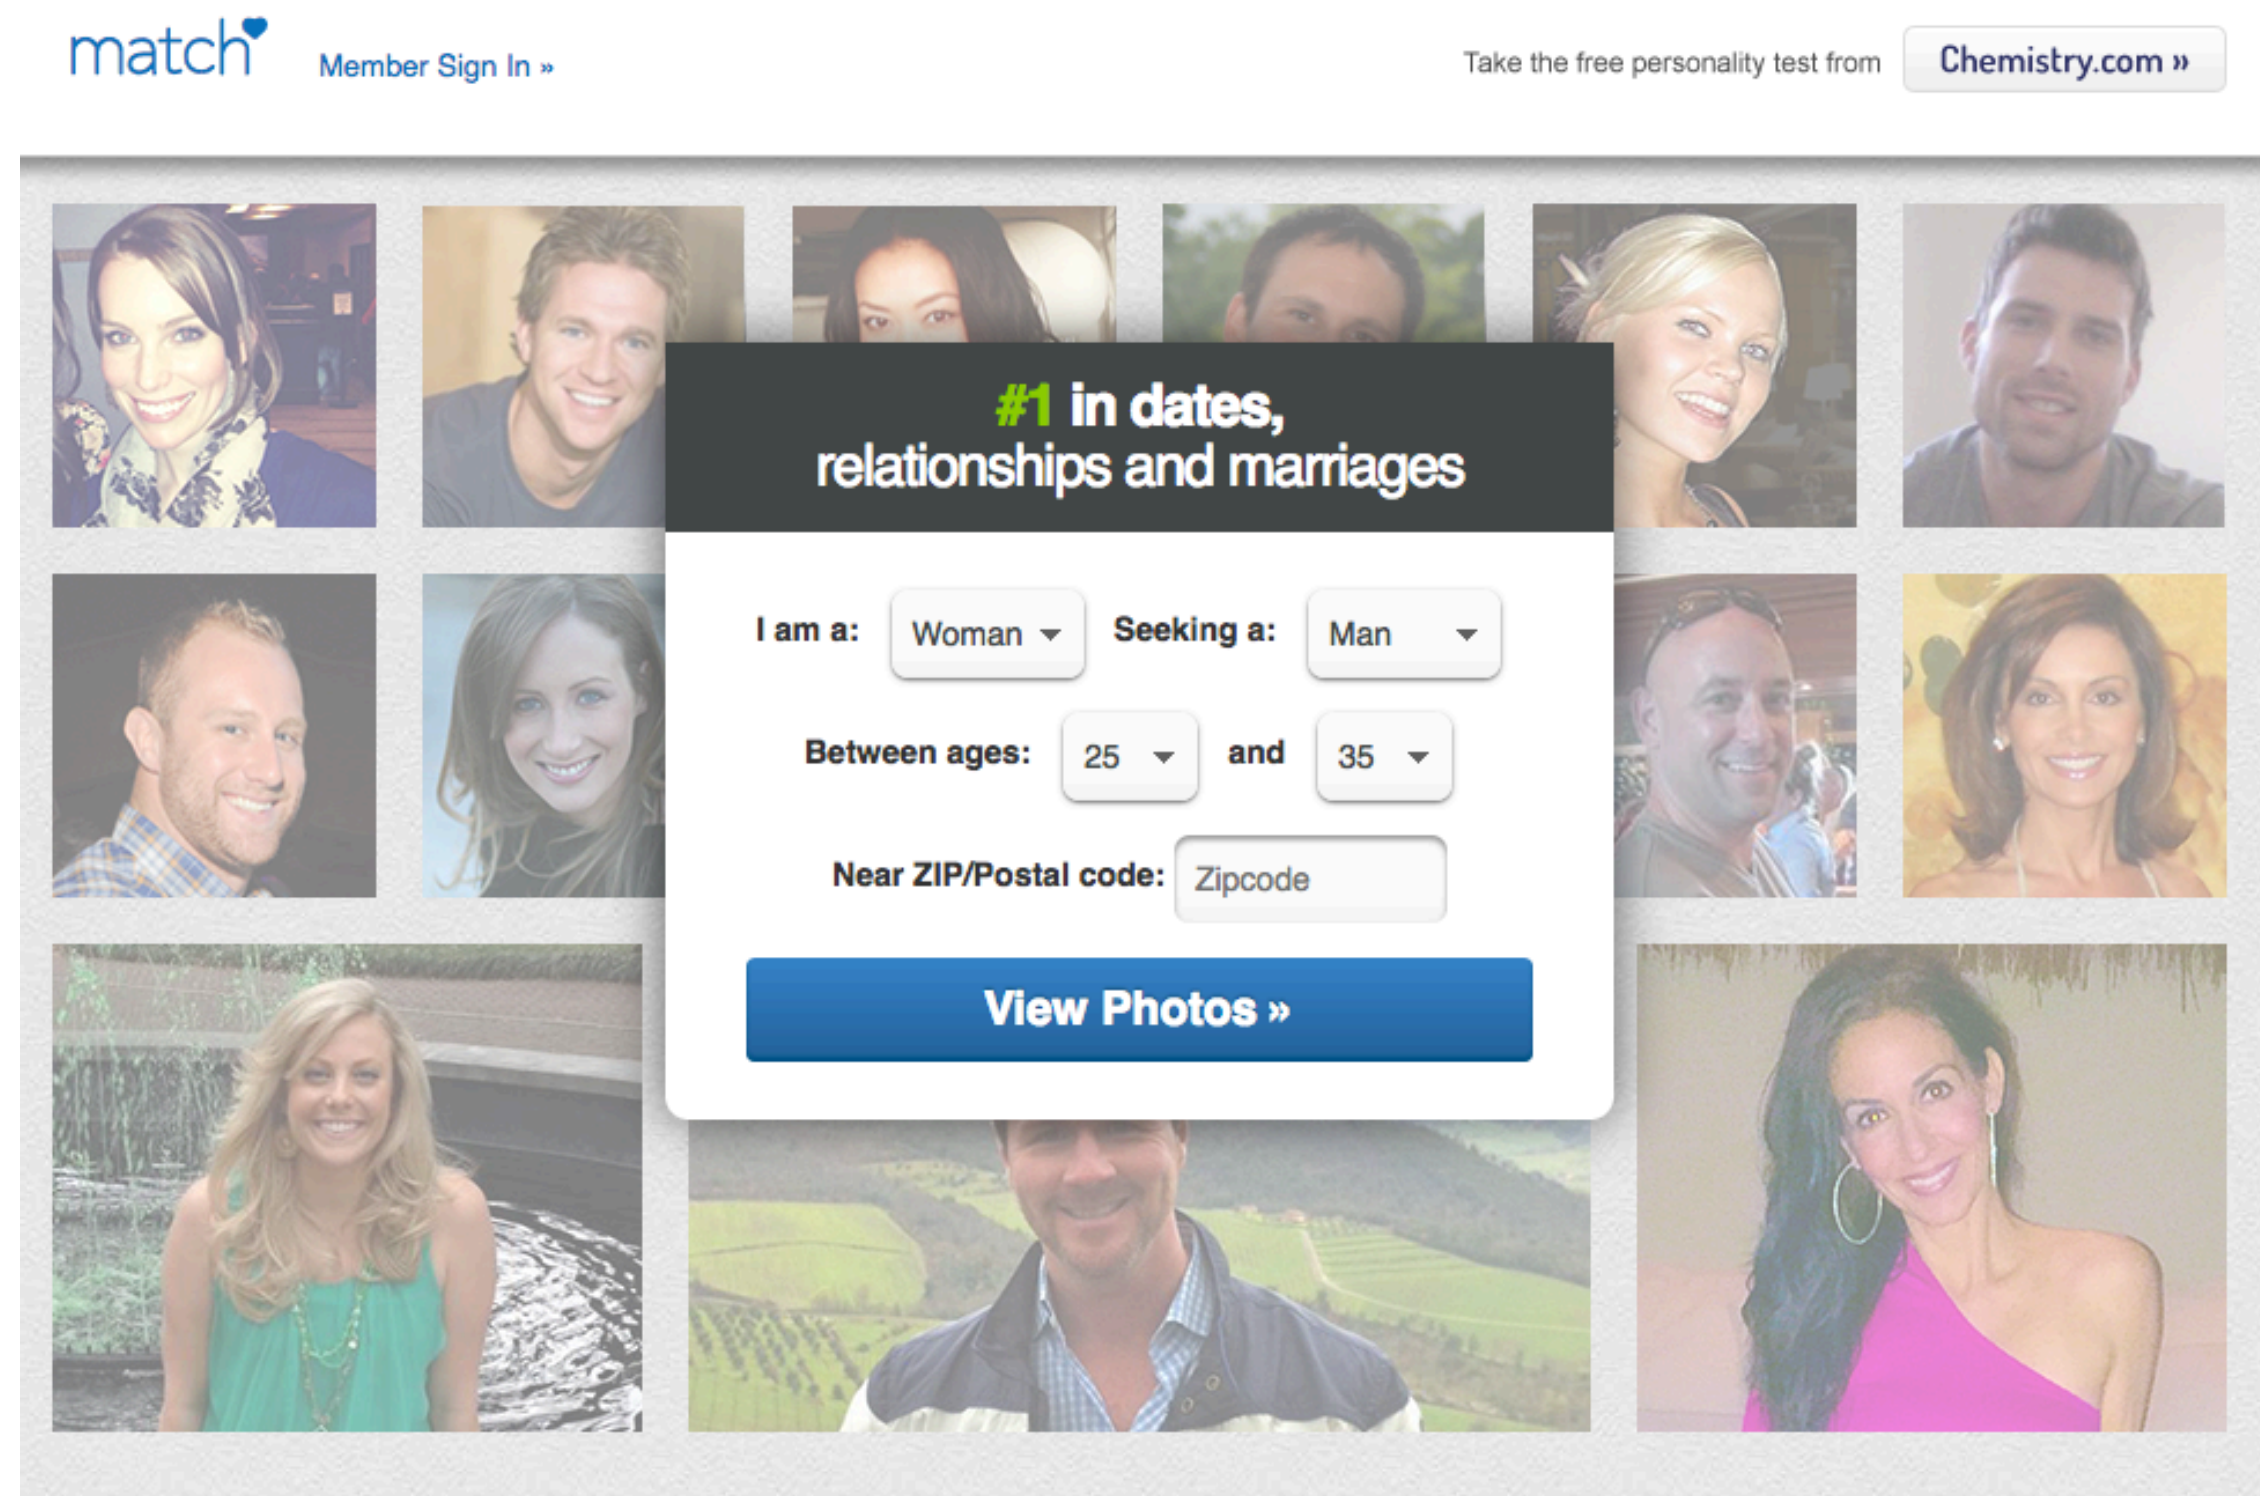 match
Member Sign In »
Take the free personality test from
Chemistry.com »
#1 in dates,
relationships and marriages
I am a: Woman Seeking a: Man
Between ages: 25 and 35
Near ZIP/Postal code: Zipcode
View Photos »